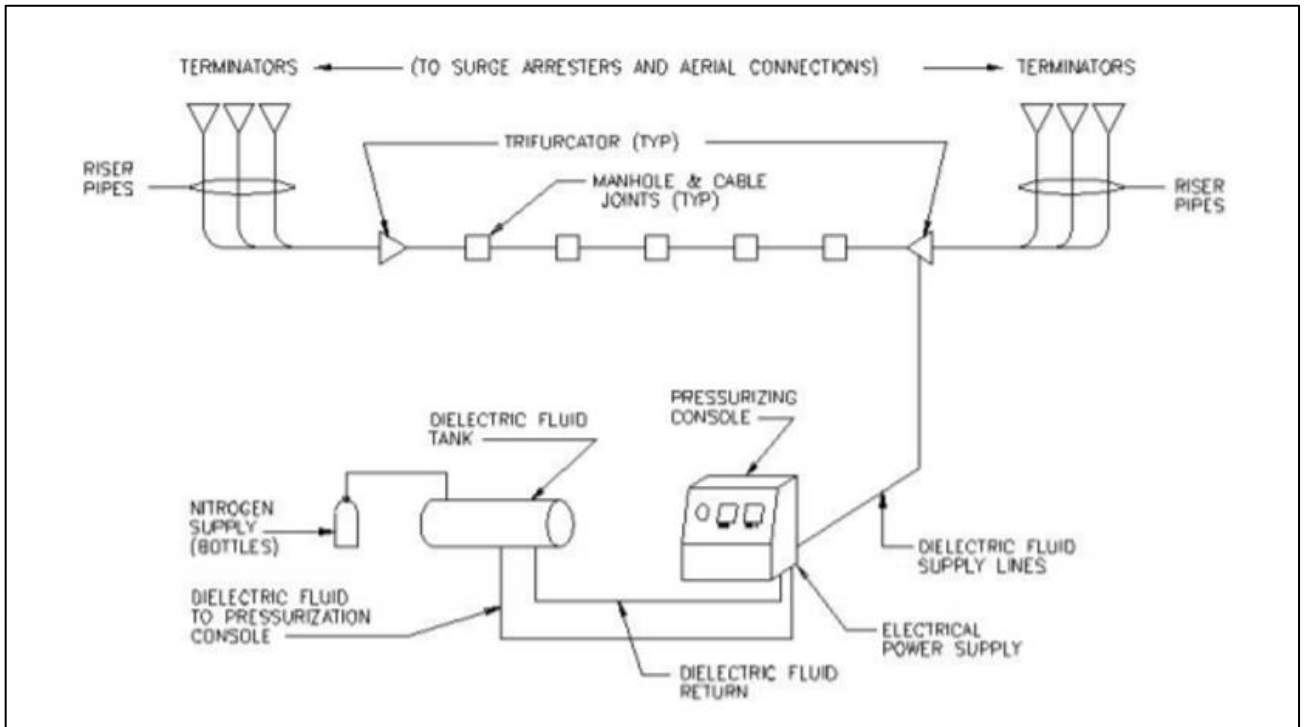 TERMINATORS (TO SURGE ARRESTERS AND AERIAL CONNECTIONS) TERMINATORS
TRIFURCATOR (TYP)
RISER
PIPES
MANHOLE & CABLE
JOINTS (TYP)
RISER
PIPES
PRESSURIZING
CONSOLE
DIELECTRIC FLUID
TANK
NITROGEN
SUPPLY
(BOTTLES)
DIELECTRIC FLUID
SUPPLY LINES
DIELECTRIC FLUID
TO PRESSURIZATION
CONSOLE
ELECTRICAL
POWER SUPPLY
DIELECTRIC FLUID
RETURN